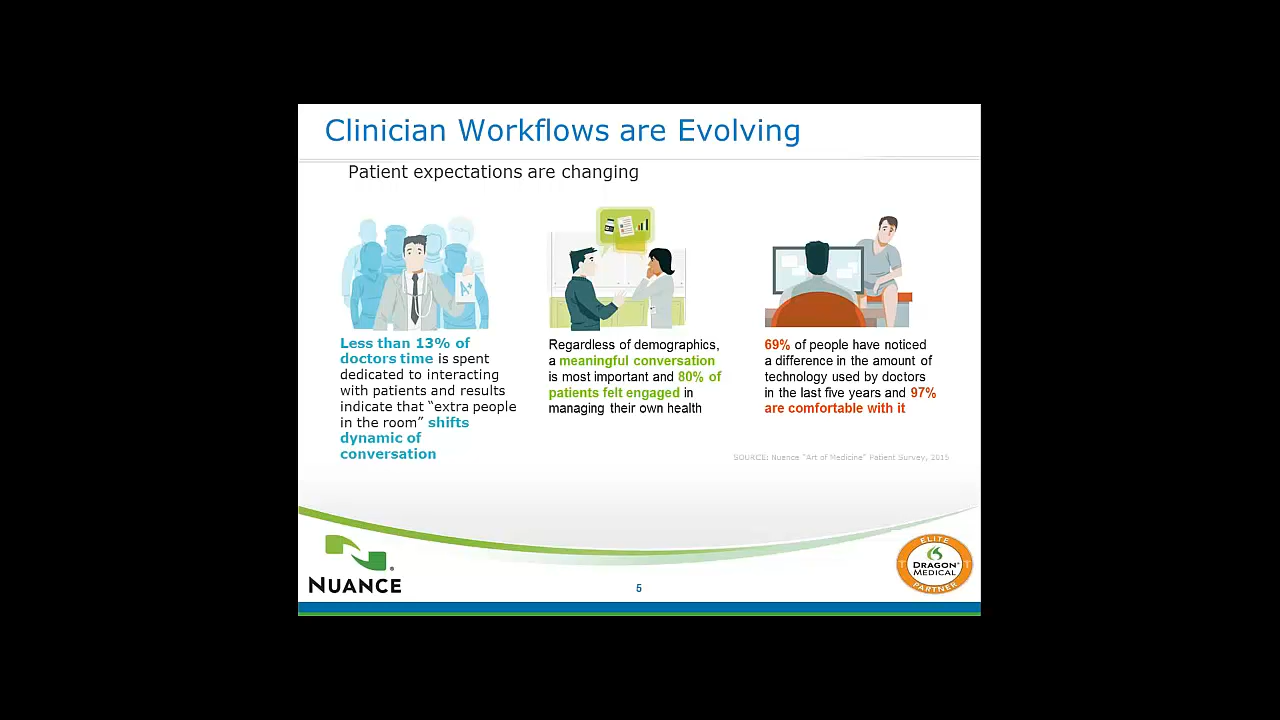 Clinician Workflows are Evolving
Patient expectations are changing
A+
Less than 13% of
doctors time is spent
dedicated to interacting
with patients and results
indicate that “extra people
in the room” shifts
dynamic of
conversation
Regardless of demographics,
a meaningful conversation
is most important and 80% of
patients felt engaged in
managing their own health
69% of people have noticed
a difference in the amount of
technology used by doctors
in the last five years and 97%
are comfortable with it
SOURCE: Nuance "Art of Medicine" Patient Survey, 2015
NUANCE
5
ELITE
DRAGON®
MEDICAL
PARTNER